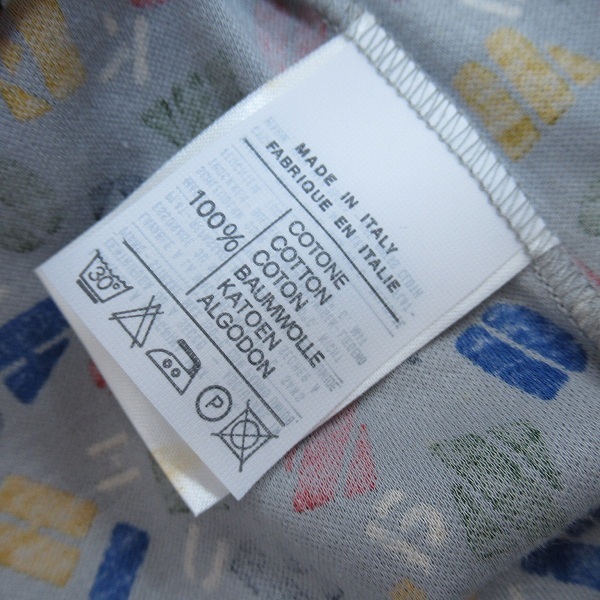 MADE IN ITALY
FABRIQUE EN ITALIE
100%
COTONE
COTTON
COTON
BAUMWOLLE
KATOEN
ALGODON
30°
P